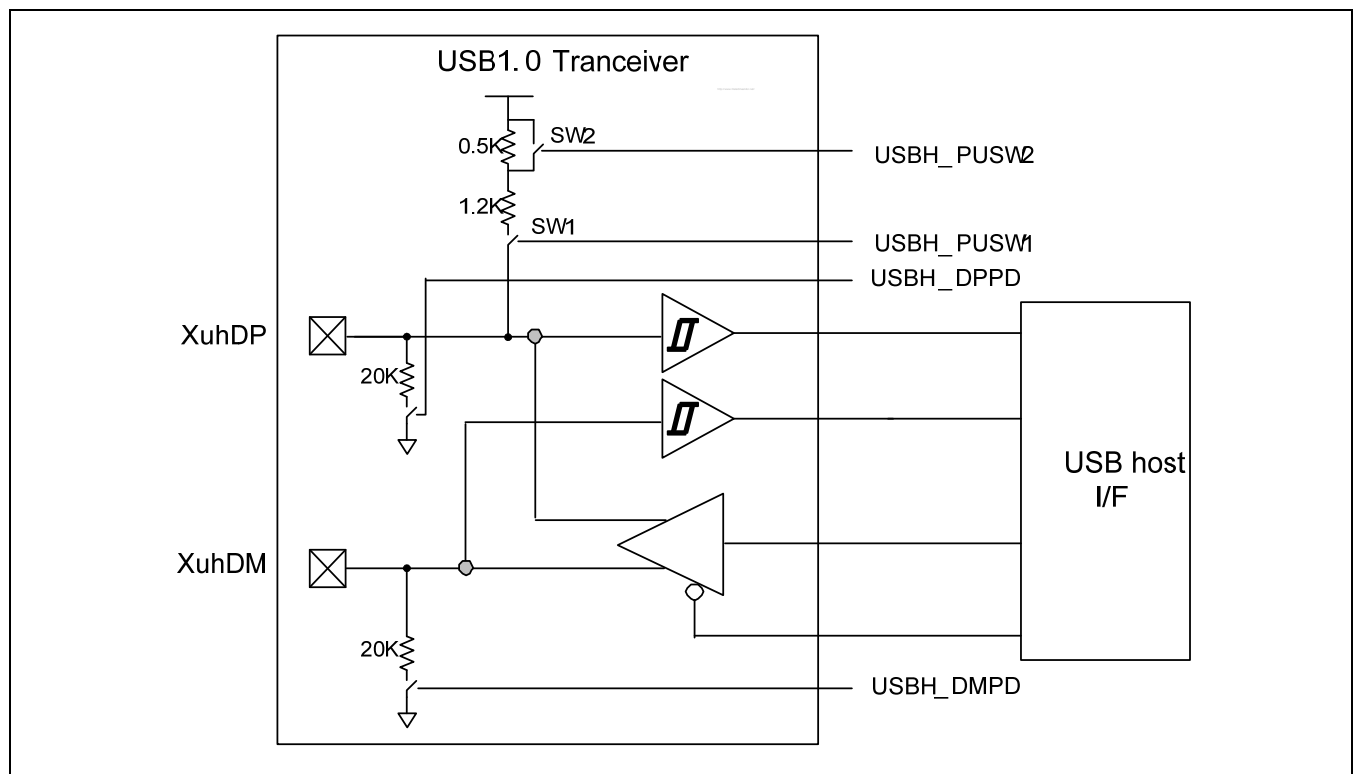 USB1.0 Tranceiver
0.5K
SW2
USBH_PUSW2
1.2K
SW1
USBH_PUSW1
USBH_DPPD
XuhDP
20K
USB host
I/F
XuhDM
20K
USBH_DMPD